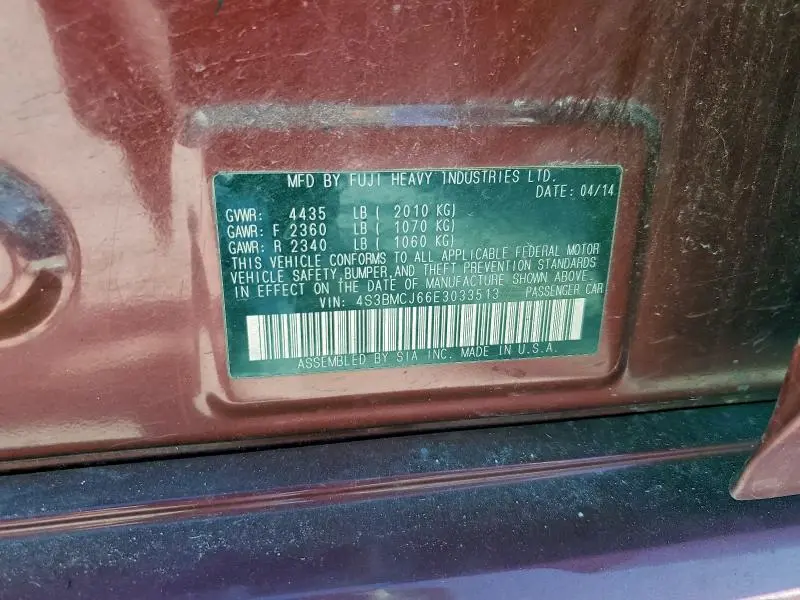 MFD BY FUJI HEAVY INDUSTRIES LTD.
DATE: 04/14
GVWR: 4435 LB ( 2010 KG)
GAWR: F 2360 LB ( 1070 KG)
GAWR: R 2340 LB ( 1060 KG)
THIS VEHICLE CONFORMS TO ALL APPLICABLE FEDERAL MOTOR
VEHICLE SAFETY,BUMPER,AND THEFT PREVENTION STANDARDS
IN EFFECT ON THE DATE OF MANUFACTURE SHOWN ABOVE.
VIN: 4S3BMCJ66E3033513 PASSENGER CAR
ASSEMBLED BY SIA INC. MADE IN U.S.A.